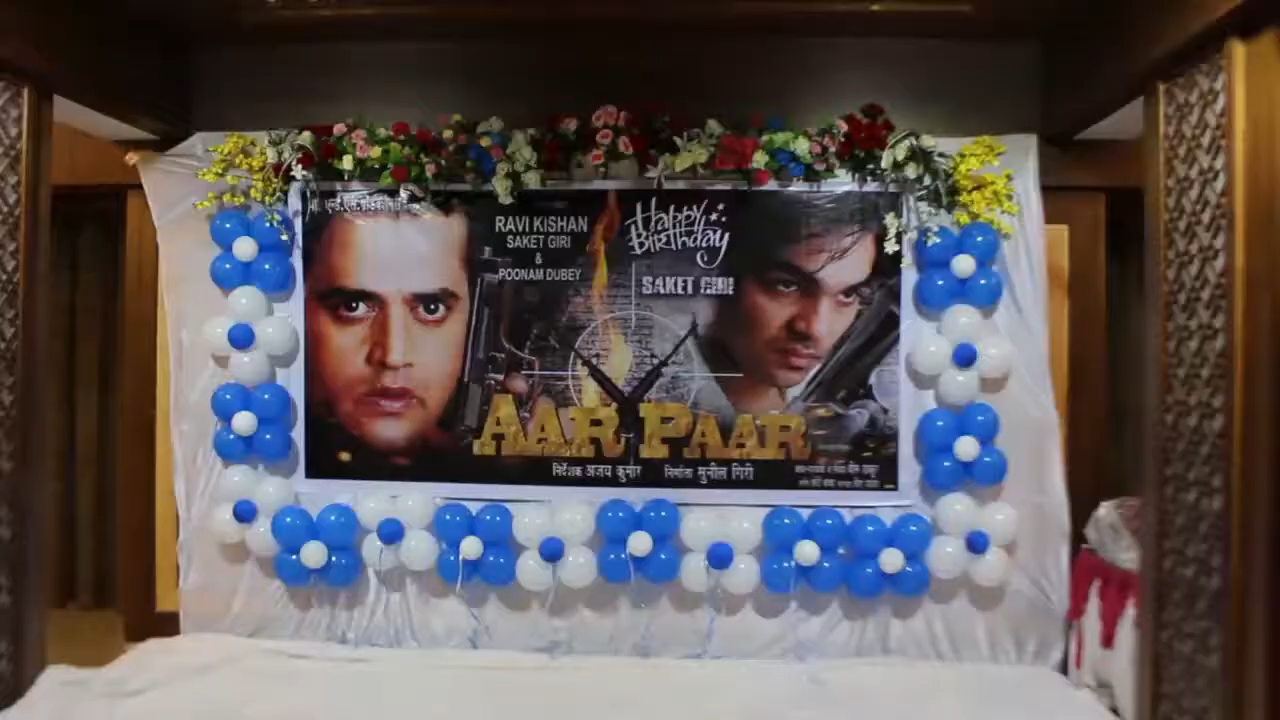 RAVI KISHAN
SAKET GIRI
&
POONAM DUBEY
Happy
Birthday
SAKET GIRI
AAR PAAR
निर्देशक अजय कुमार निर्माता सुनील गिरी